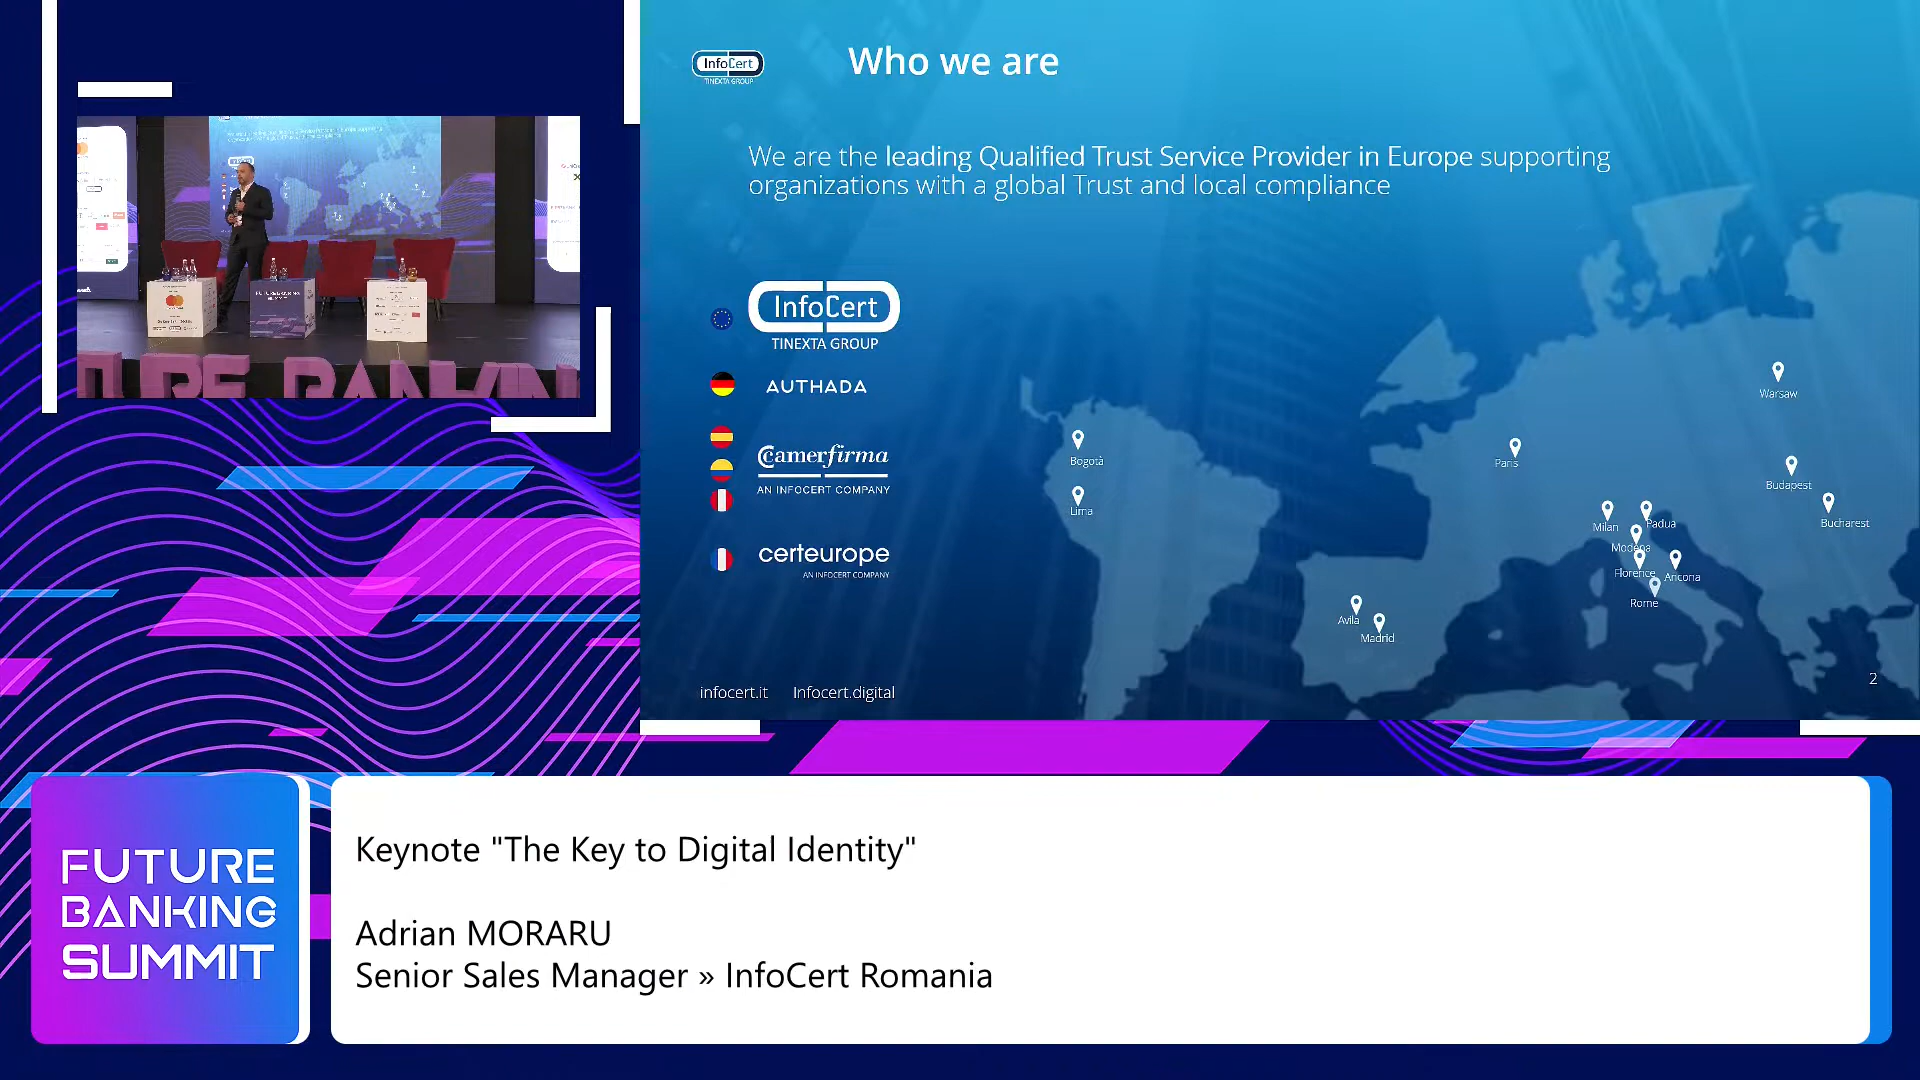 InfoCert
TINEXTA GROUP
Who we are
We are the leading Qualified Trust Service Provider in Europe supporting
organizations with a global Trust and local compliance
InfoCert
TINEXTA GROUP
AUTHADA
Camerfirma
AN INFOCERT COMPANY
certeurope
AN INFOCERT COMPANY
Warsaw
Bogotà
Paris
Budapest
Lima
Milan
Padua
Bucharest
Modena
Florence
Ancona
Rome
Avila
Madrid
infocert.it
Infocert.digital
2
FUTURE
BANKING
SUMMIT
Keynote "The Key to Digital Identity"
Adrian MORARU
Senior Sales Manager » InfoCert Romania